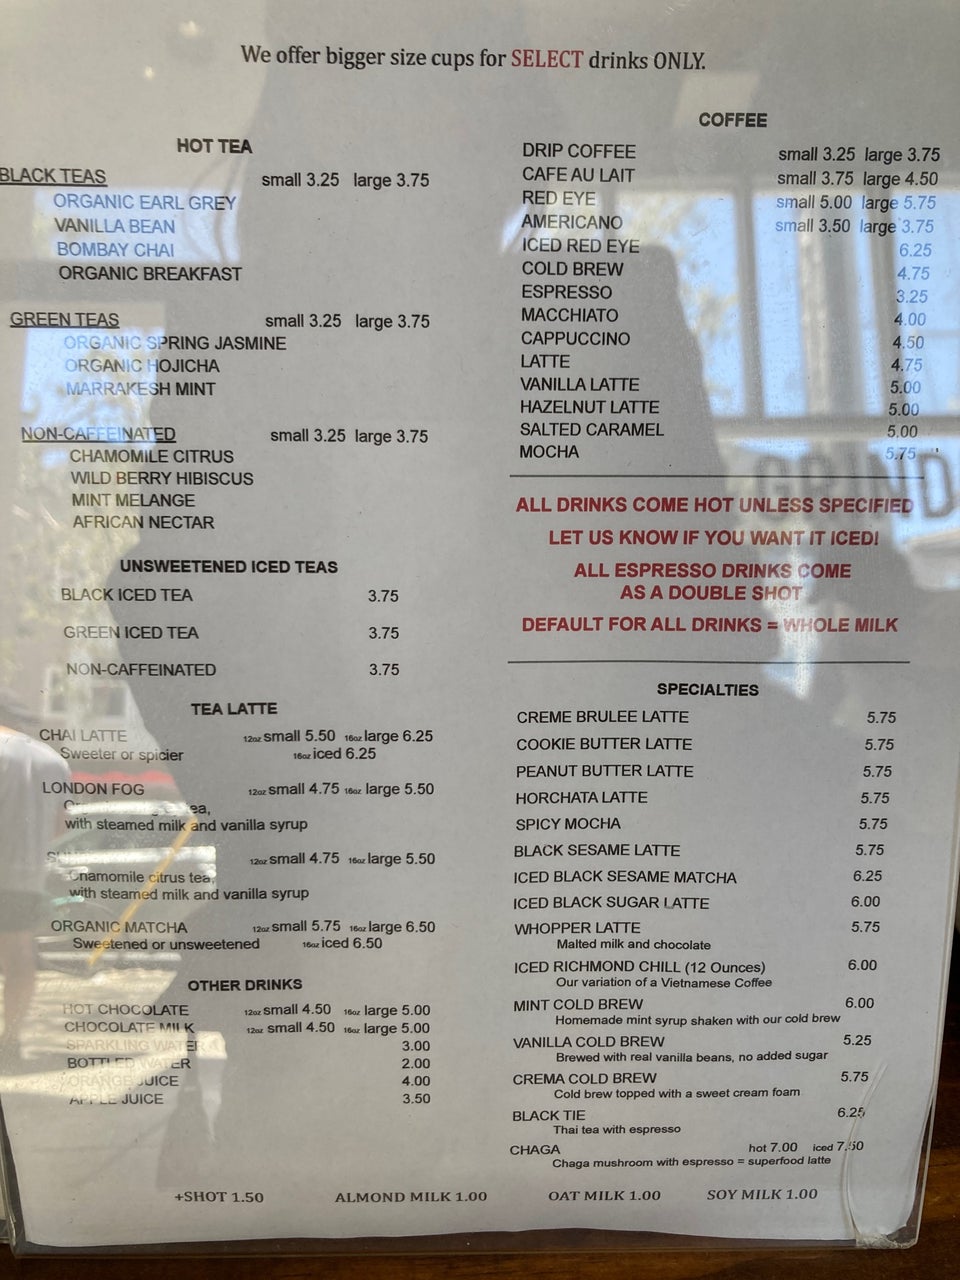 We offer bigger size cups for SELECT drinks ONLY.
HOT TEA
BLACK TEAS small 3.25 large 3.75
ORGANIC EARL GREY
VANILLA BEAN
BOMBAY CHAI
ORGANIC BREAKFAST
GREEN TEAS small 3.25 large 3.75
ORGANIC SPRING JASMINE
ORGANIC HOJICHA
MARRAKESH MINT
NON-CAFFEINATED small 3.25 large 3.75
CHAMOMILE CITRUS
WILD BERRY HIBISCUS
MINT MELANGE
AFRICAN NECTAR
UNSWEETENED ICED TEAS
BLACK ICED TEA 3.75
GREEN ICED TEA 3.75
NON-CAFFEINATED 3.75
TEA LATTE
CHAI LATTE 12oz small 5.50 16oz large 6.25
Sweeter or spicier 16oz iced 6.25
LONDON FOG 12oz small 4.75 16oz large 5.50
tea,
with steamed milk and vanilla syrup
12oz small 4.75 16oz large 5.50
Chamomile citrus tea,
with steamed milk and vanilla syrup
ORGANIC MATCHA 12oz small 5.75 16oz large 6.50
Sweetened or unsweetened 16oz iced 6.50
OTHER DRINKS
HOT CHOCOLATE 12oz small 4.50 16oz large 5.00
CHOCOLATE MILK 12oz small 4.50 16oz large 5.00
SPARKLING WATER 3.00
BOTTLED WATER 2.00
ORANGE JUICE 4.00
APPLE JUICE 3.50
COFFEE
DRIP COFFEE small 3.25 large 3.75
CAFE AU LAIT small 3.75 large 4.50
RED EYE small 5.00 large 5.75
AMERICANO small 3.50 large 3.75
ICED RED EYE 6.25
COLD BREW 4.75
ESPRESSO 3.25
MACCHIATO 4.00
CAPPUCCINO 4.50
LATTE 4.75
VANILLA LATTE 5.00
HAZELNUT LATTE 5.00
SALTED CARAMEL 5.00
MOCHA 5.75
GRIND
ALL DRINKS COME HOT UNLESS SPECIFIED
LET US KNOW IF YOU WANT IT ICED!
ALL ESPRESSO DRINKS COME
AS A DOUBLE SHOT
DEFAULT FOR ALL DRINKS = WHOLE MILK
SPECIALTIES
CREME BRULEE LATTE 5.75
COOKIE BUTTER LATTE 5.75
PEANUT BUTTER LATTE 5.75
HORCHATA LATTE 5.75
SPICY MOCHA 5.75
BLACK SESAME LATTE 5.75
ICED BLACK SESAME MATCHA 6.25
ICED BLACK SUGAR LATTE 6.00
WHOPPER LATTE 5.75
Malted milk and chocolate
ICED RICHMOND CHILL (12 Ounces) 6.00
Our variation of a Vietnamese Coffee
MINT COLD BREW 6.00
Homemade mint syrup shaken with our cold brew
VANILLA COLD BREW 5.25
Brewed with real vanilla beans, no added sugar
CREMA COLD BREW 5.75
Cold brew topped with a sweet cream foam
BLACK TIE 6.25
Thai tea with espresso
CHAGA hot 7.00 iced 7.50
Chaga mushroom with espresso = superfood latte
+SHOT 1.50 ALMOND MILK 1.00 OAT MILK 1.00 SOY MILK 1.00